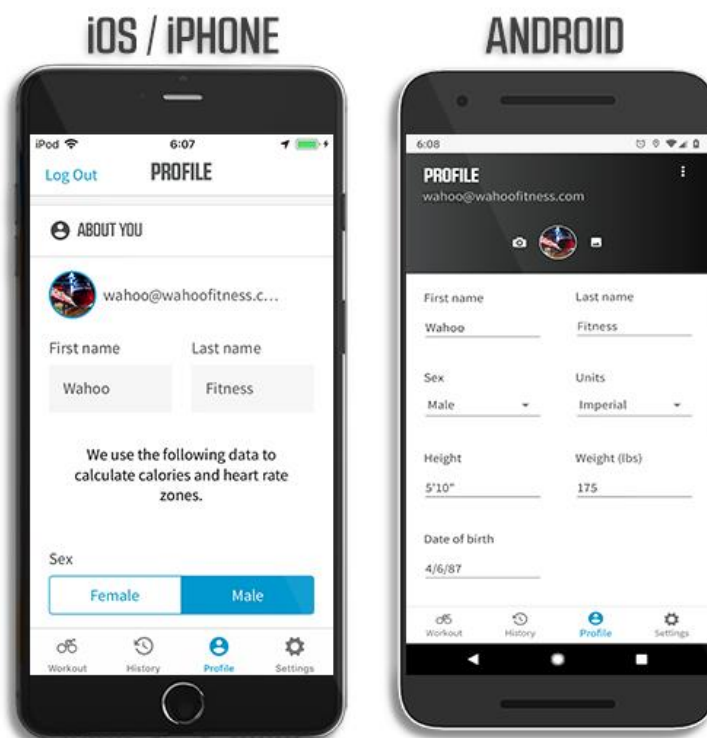 iOS / iPHONE
ANDROID
iPod 6:07
Log Out PROFILE
ABOUT YOU
wahoo@wahoofitness.c...
First name Last name
Wahoo Fitness
We use the following data to
calculate calories and heart rate
zones.
Sex
Female Male
Workout History Profile Settings
6:08
PROFILE
wahoo@wahoofitness.com
First name Last name
Wahoo Fitness
Sex Units
Male Imperial
Height Weight (lbs)
5'10" 175
Date of birth
4/6/87
Workout History Profile Settings